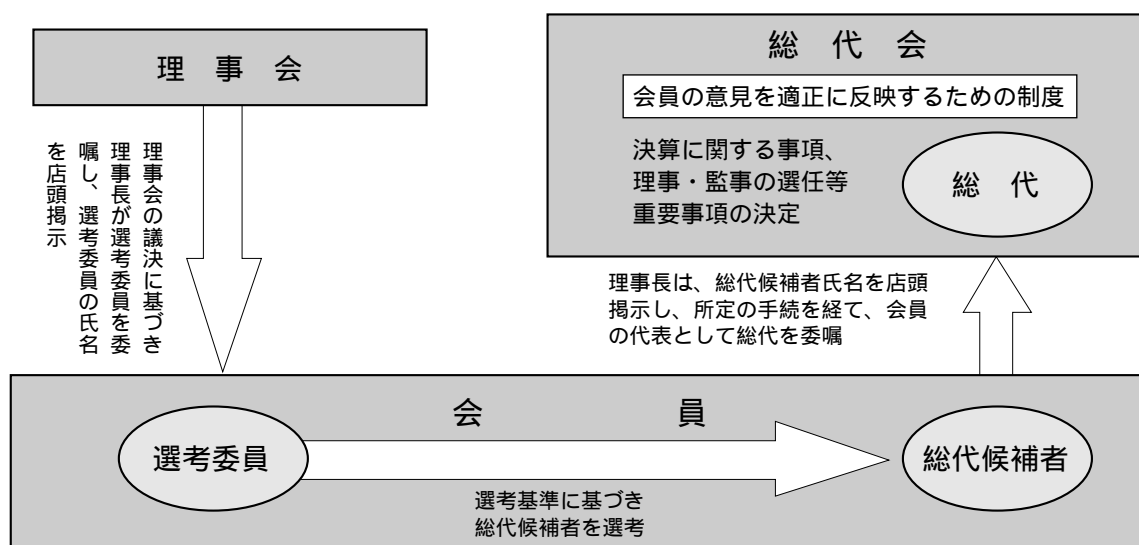 理事会
理事会の議決に基づき
理事長が選考委員を委
嘱し、選考委員の氏名
を店頭掲示
総代会
会員の意見を適正に反映するための制度
決算に関する事項、
理事・監事の選任等
重要事項の決定
総代
理事長は、総代候補者氏名を店頭
掲示し、所定の手続を経て、会員
の代表として総代を委嘱
会員
選考委員
選考基準に基づき
総代候補者を選考
総代候補者